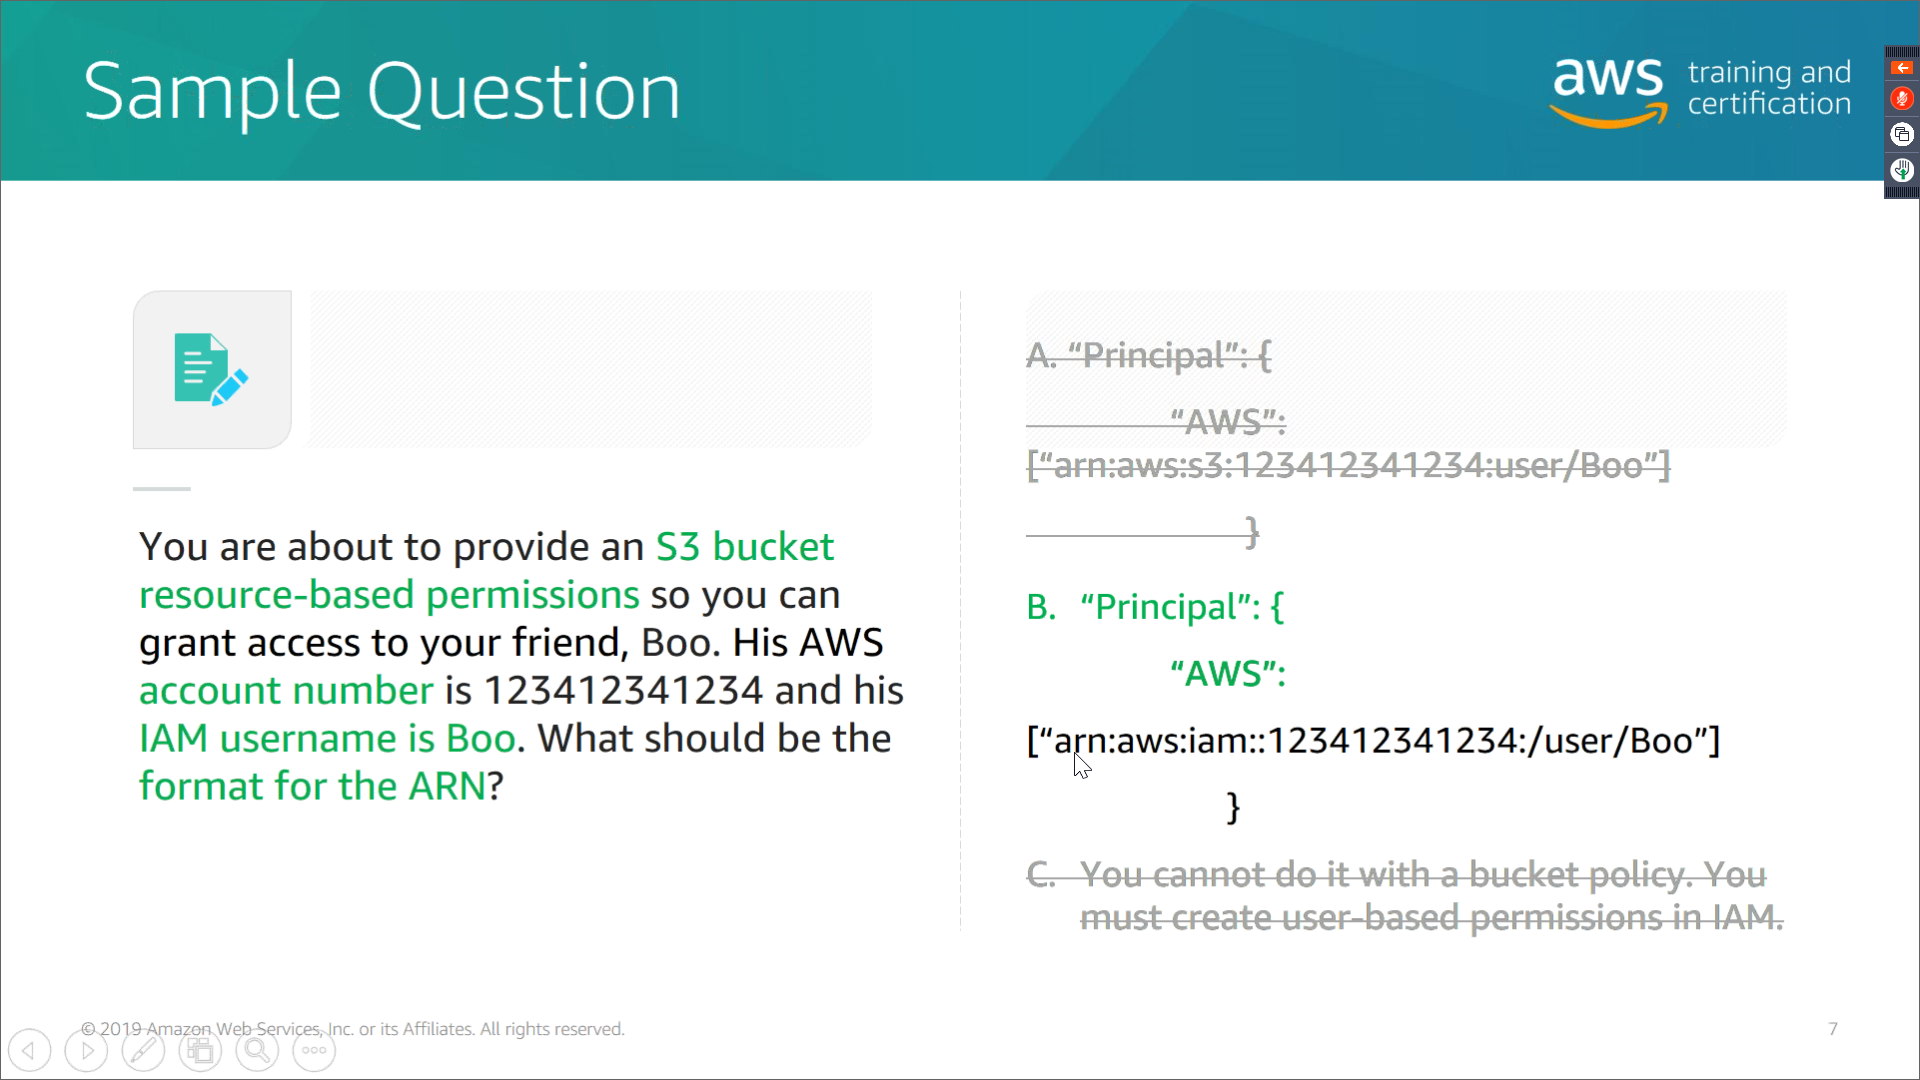 Sample Question
aws training and
certification
You are about to provide an S3 bucket
resource-based permissions so you can
grant access to your friend, Boo. His AWS
account number is 123412341234 and his
IAM username is Boo. What should be the
format for the ARN?
A. “Principal”: {
“AWS”:
[“arn:aws:s3:123412341234:user/Boo”]
}
B. “Principal”: {
“AWS”:
[“arn:aws:iam::123412341234:/user/Boo”]
}
C. You cannot do it with a bucket policy. You
must create user-based permissions in IAM.
© 2019 Amazon Web Services, Inc. or its Affiliates. All rights reserved.
7